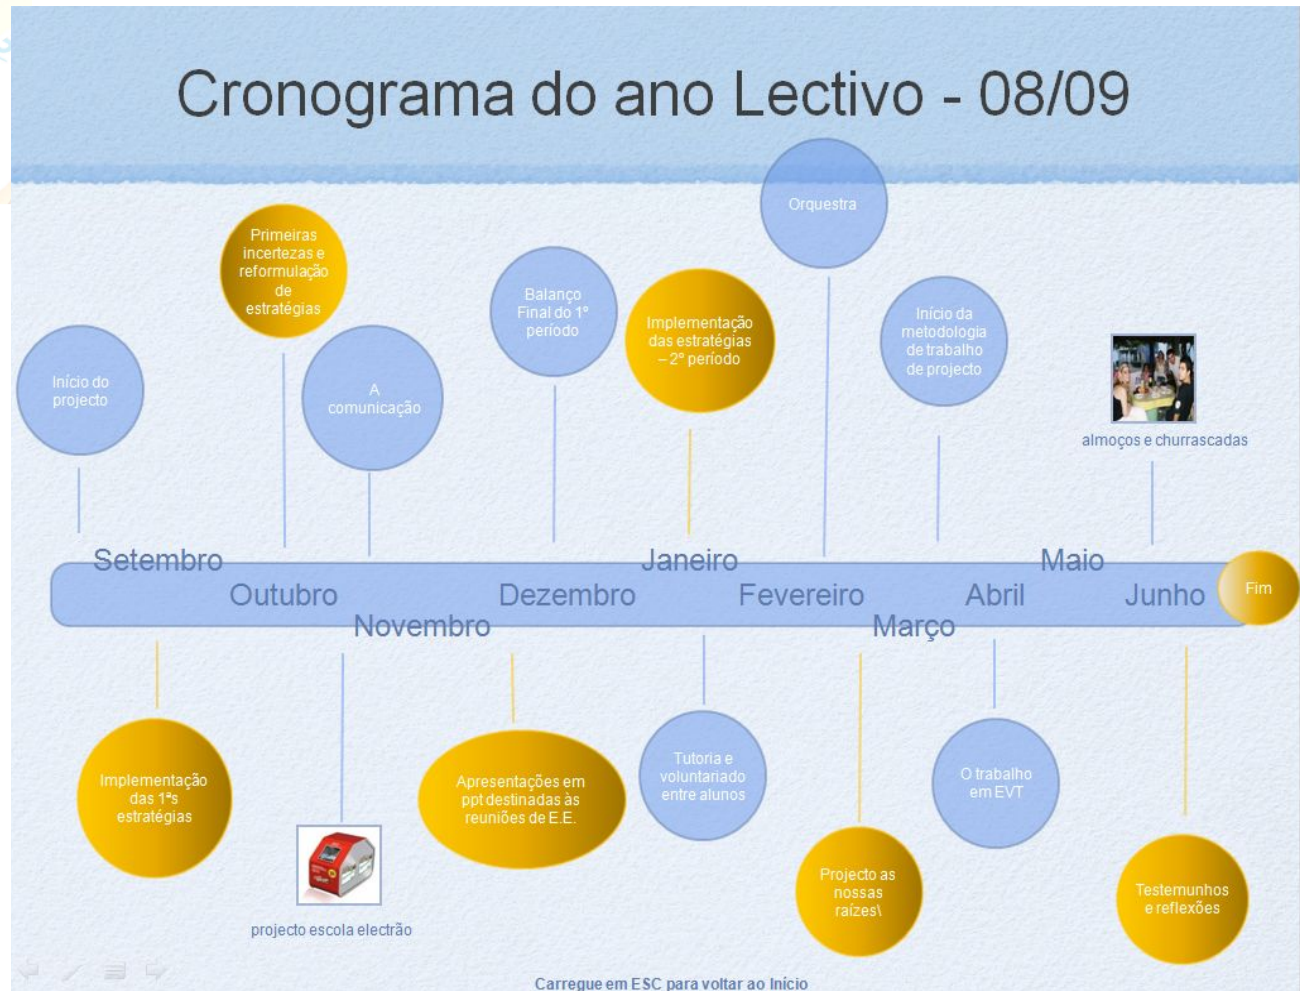 Cronograma do ano Lectivo - 08/09
Orquestra
Primeiras
incertezas e
reformulação
de
estratégias
Balanço
Final do 1º
período
Implementação
das estratégias
– 2º período
Início da
metodologia
de trabalho
de projecto
Início do
projecto
A
comunicação
almoços e churrascadas
Setembro
Outubro
Novembro
Dezembro
Janeiro
Fevereiro
Março
Abril
Maio
Junho
Fim
Implementação
das 1ªs
estratégias
projecto escola electrão
Apresentações em
ppt destinadas às
reuniões de E.E.
Tutoria e
voluntariado
entre alunos
Projecto as
nossas
raízes\
O trabalho
em EVT
Testemunhos
e reflexões
Carregue em ESC para voltar ao Início